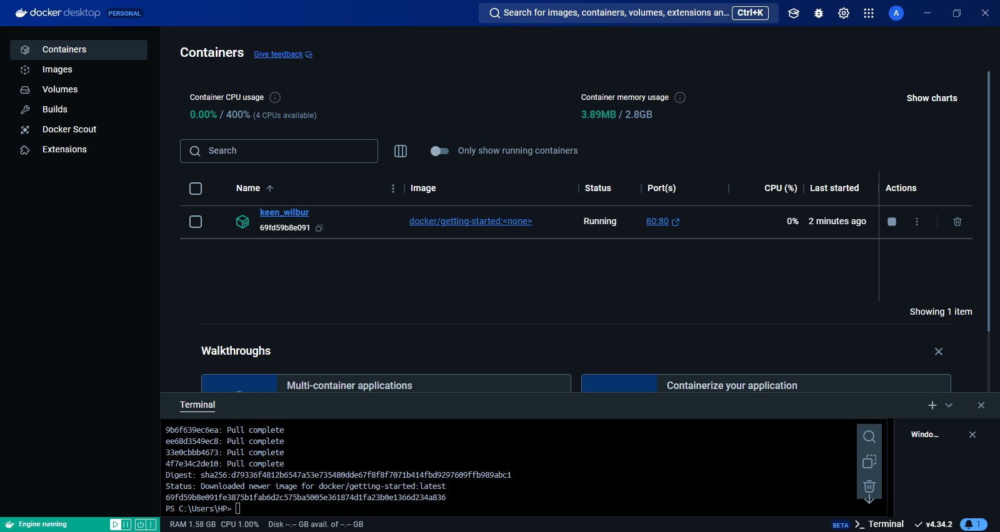 docker desktop PERSONAL
Search for images, containers, volumes, extensions an... Ctrl+K
A
Containers
Images
Volumes
Builds
Docker Scout
Extensions
Containers Give feedback
Container CPU usage
0.00% / 400% (4 CPUs available)
Container memory usage
3.89MB / 2.8GB
Show charts
Search
Only show running containers
Name Image Status Port(s) CPU (%) Last started Actions
keen_wilbur
69fd59b8e091
docker/getting-started:<none> Running 80:80 0% 2 minutes ago
Showing 1 item
Walkthroughs
Multi-container applications
Containerize your application
Terminal
9b6f639ec6ea: Pull complete
ee68d3549ec8: Pull complete
33e0cbbb4673: Pull complete
4f7e34c2de10: Pull complete
Digest: sha256:d79336f4812b6547a53e735480dde67f8f8f7071b414fbd9297609ffb989abc1
Status: Downloaded newer image for docker/getting-started:latest
69fd59b8e091fe3875b1fab6d2c575ba5005e361874d1fa23b0e1366d234a836
PS C:\Users\HP>
Windo...
Engine running
RAM 1.58 GB CPU 1.00% Disk --.-- GB avail. of --.-- GB
BETA Terminal v4.34.2 1